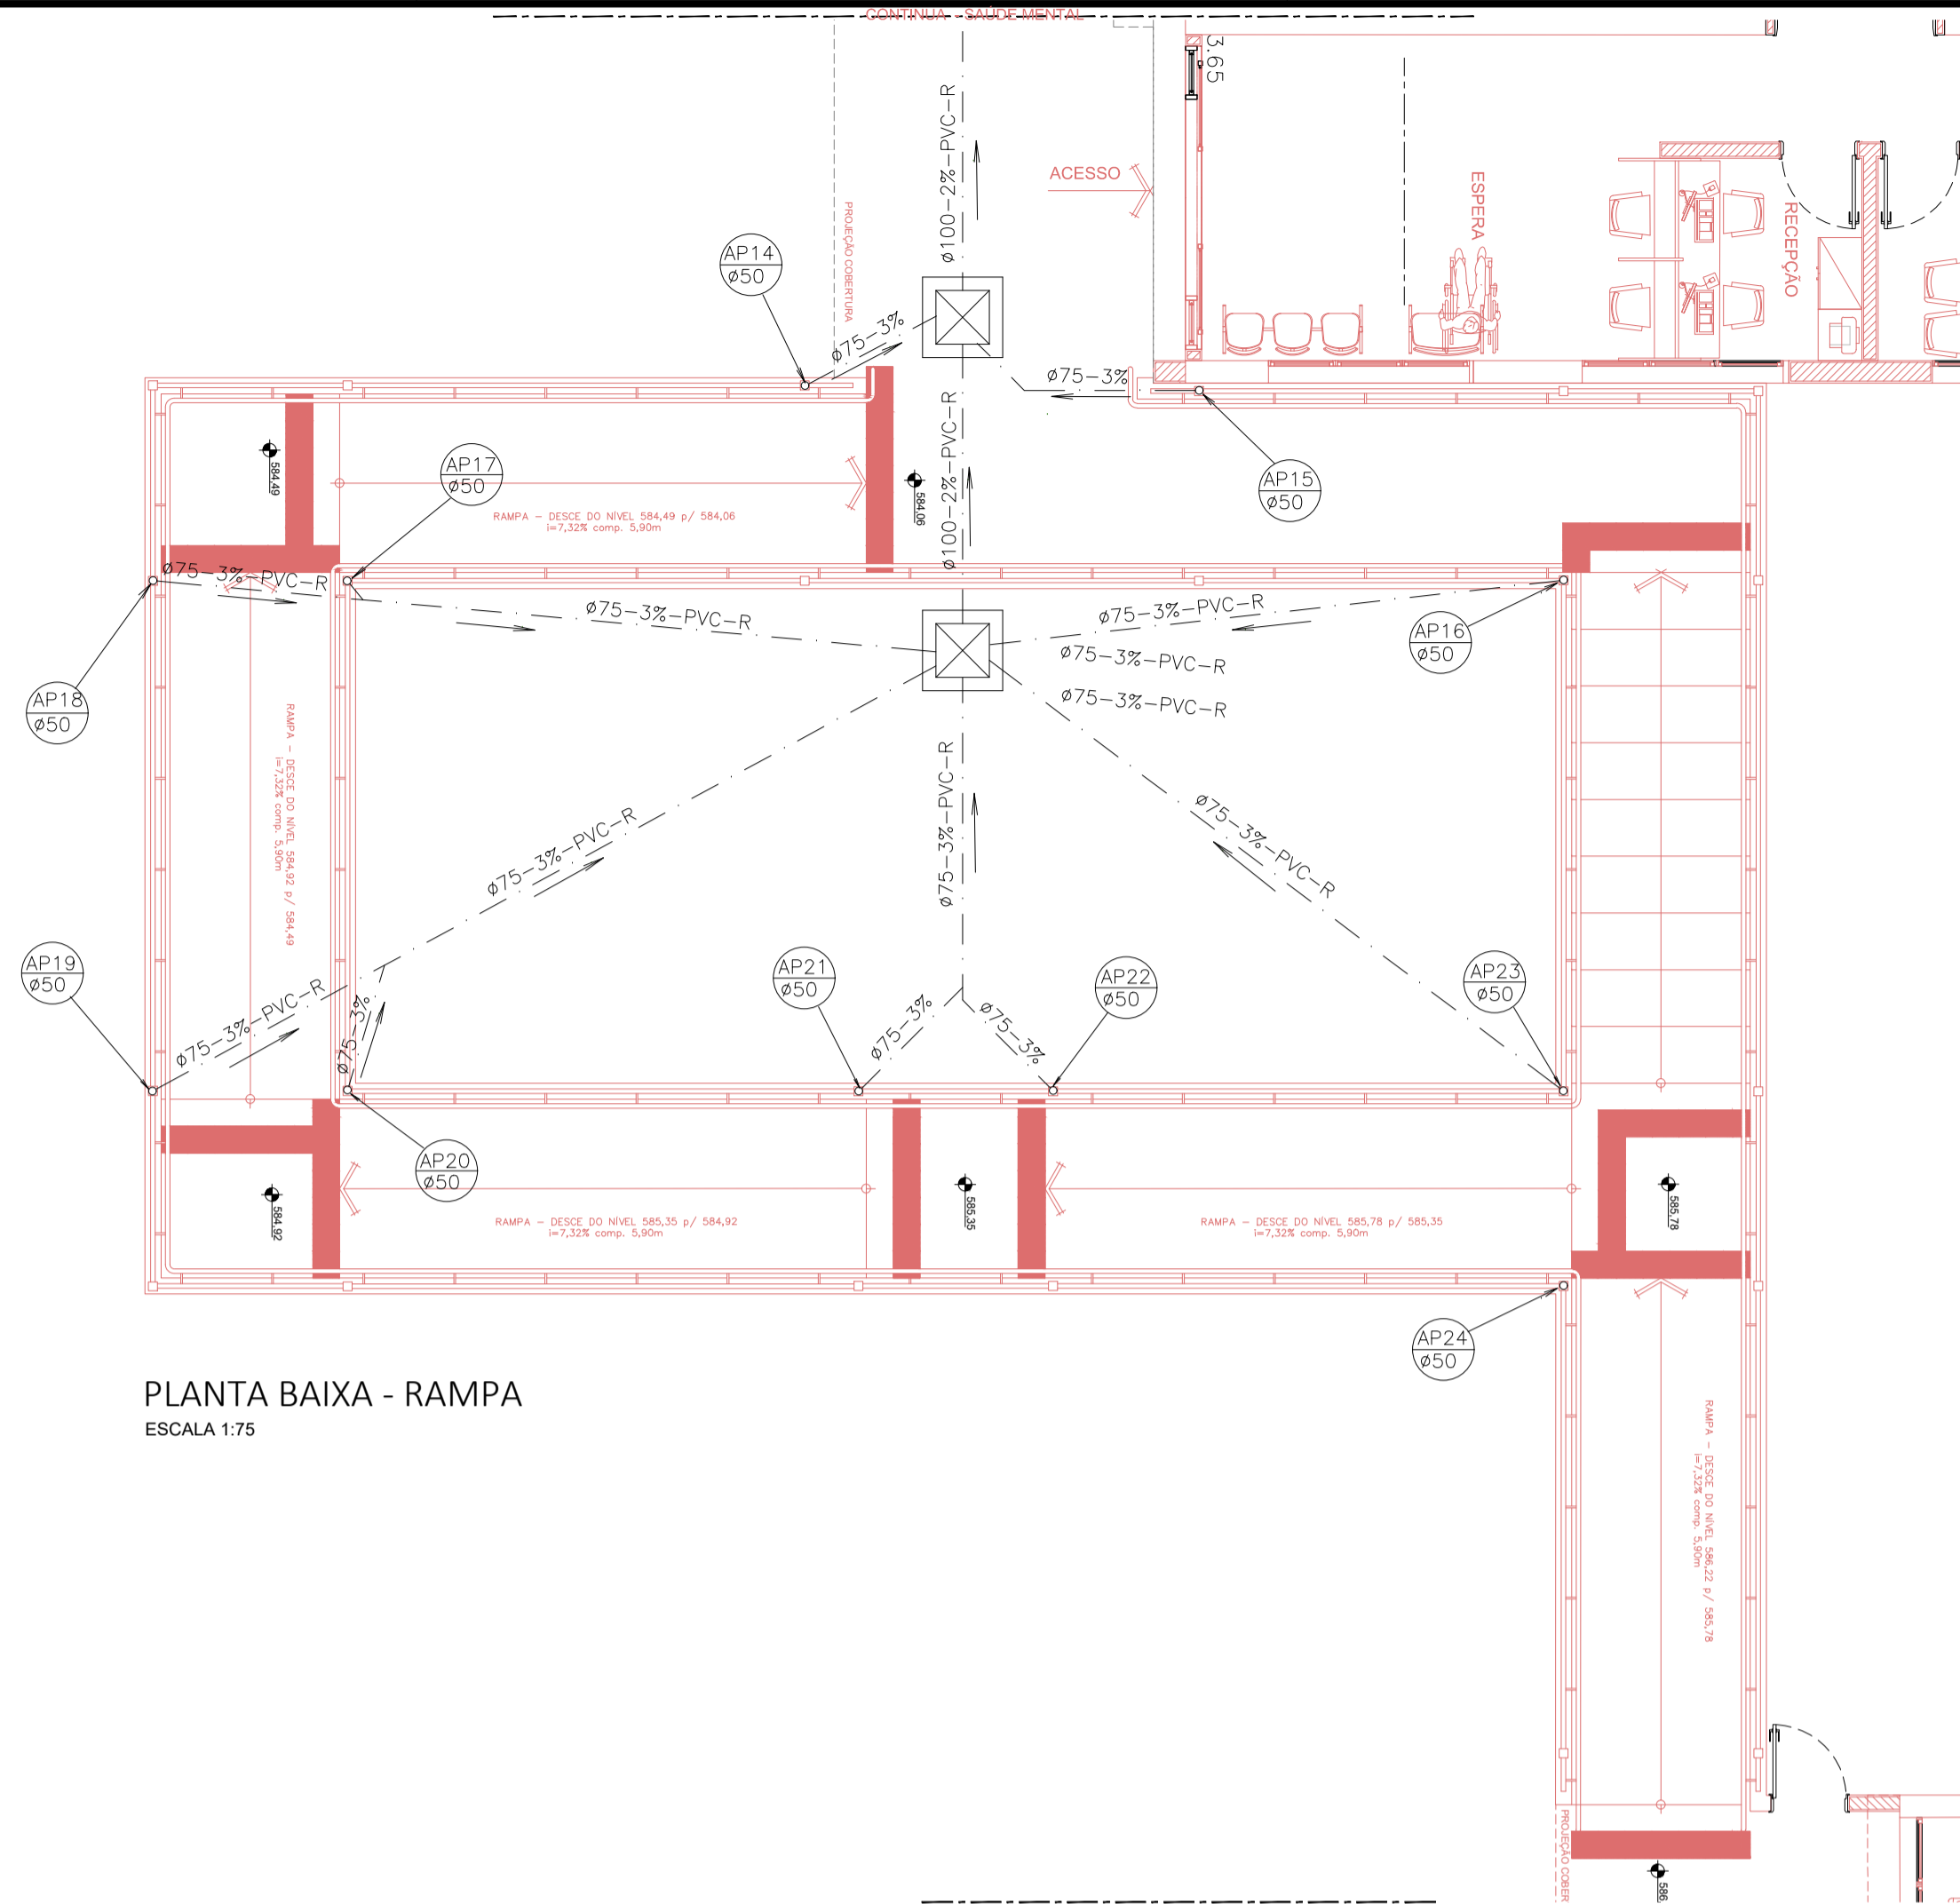 CONTINUA - SAÚDE MENTAL
3.65
ø100-2%-PVC-R
ACESSO
ESPERA
RECEPÇÃO
PROJEÇÃO COBERTURA
AP14
ø50
ø75-3%
ø75-3%
AP15
ø50
584,49
AP17
ø50
584,06
ø100-2%-PVC-R
RAMPA - DESCE DO NÍVEL 584,49 p/ 584,06
i=7,32% comp. 5,90m
ø75-3%-PVC-R
ø75-3%-PVC-R
ø75-3%-PVC-R
AP16
ø50
ø75-3%-PVC-R
ø75-3%-PVC-R
AP18
ø50
RAMPA - DESCE DO NÍVEL 584,92 p/ 584,49
i=7,32% comp. 5,90m
ø75-3%-PVC-R
ø75-3%-PVC-R
ø75-3%-PVC-R
AP19
ø50
ø75-3%-PVC-R
ø75-3%
AP21
ø50
ø75-3%
ø75-3%
AP22
ø50
AP23
ø50
AP20
ø50
584,92
585,35
585,78
RAMPA - DESCE DO NÍVEL 585,35 p/ 584,92
i=7,32% comp. 5,90m
RAMPA - DESCE DO NÍVEL 585,78 p/ 585,35
i=7,32% comp. 5,90m
AP24
ø50
PLANTA BAIXA - RAMPA
ESCALA 1:75
RAMPA - DESCE DO NÍVEL 586,22 p/ 585,78
i=7,32% comp. 5,90m
PROJEÇÃO COBER
586